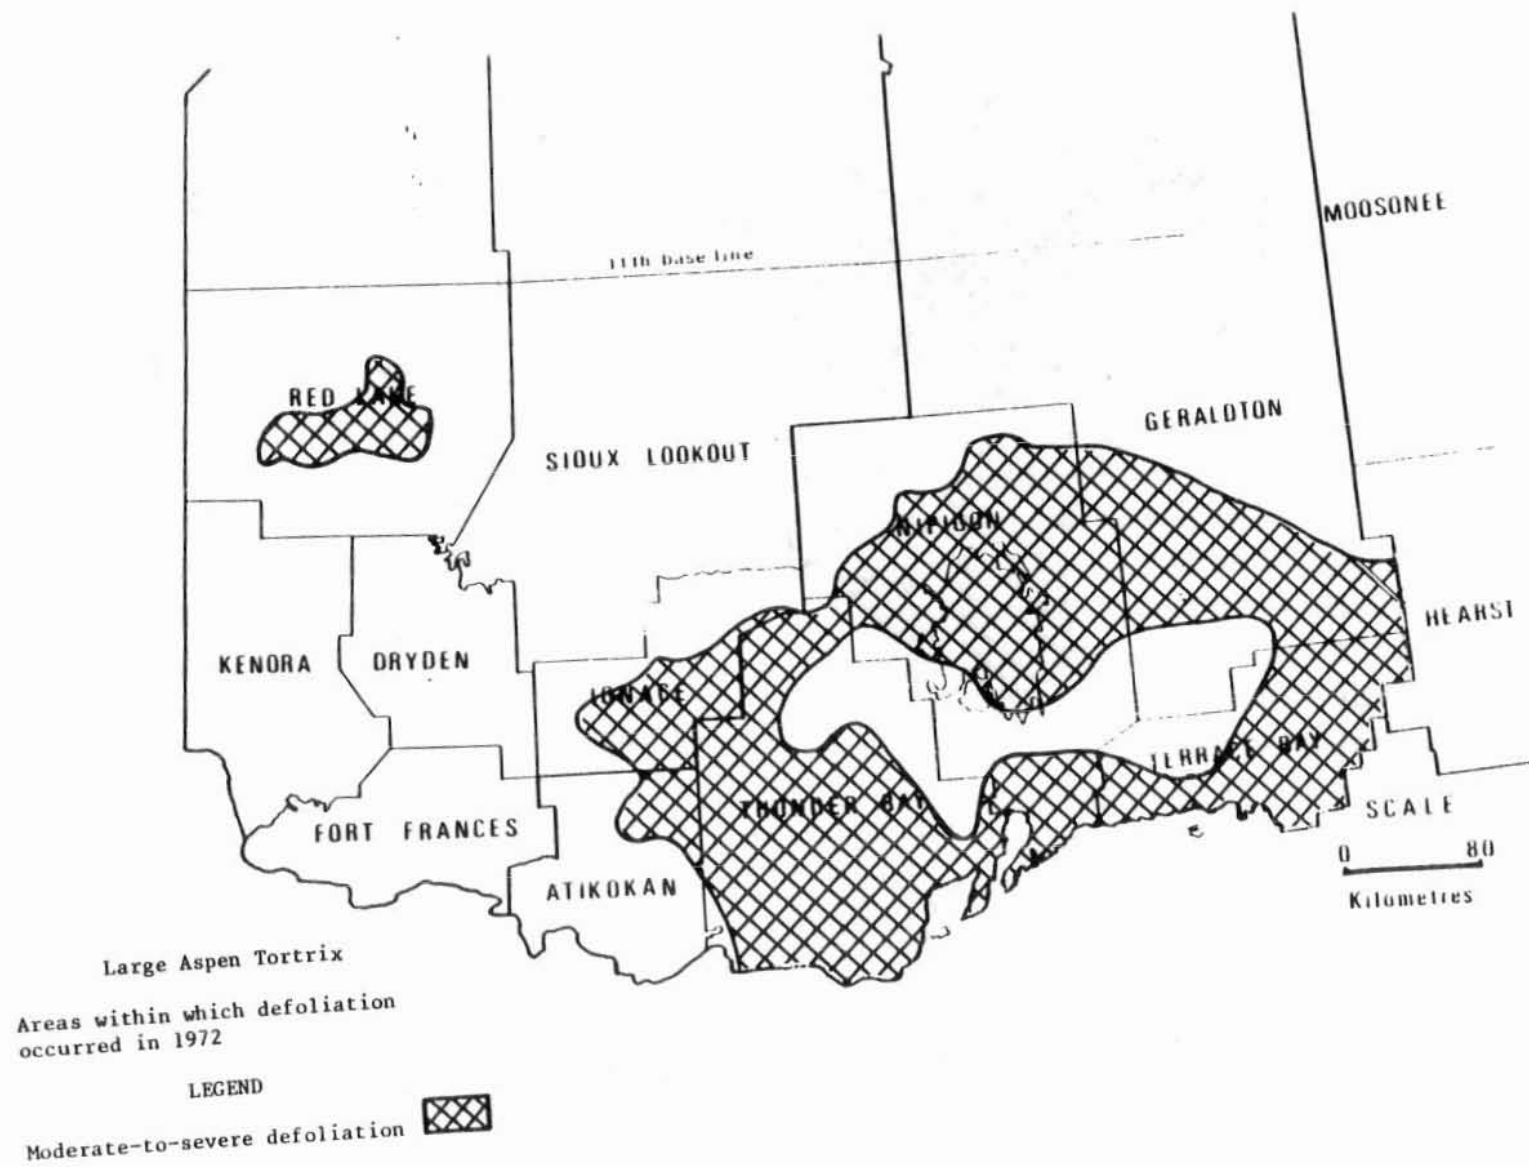 MOOSONEE
11th base line
RED LAKE
GERALDTON
SIOUX LOOKOUT
NIPIGON
HEARST
KENORA
DRYDEN
IGNACE
TERRACE BAY
THUNDER BAY
SCALE
FORT FRANCES
0 80
ATIKOKAN
Kilometres
Large Aspen Tortrix
Areas within which defoliation
occurred in 1972
LEGEND
Moderate-to-severe defoliation